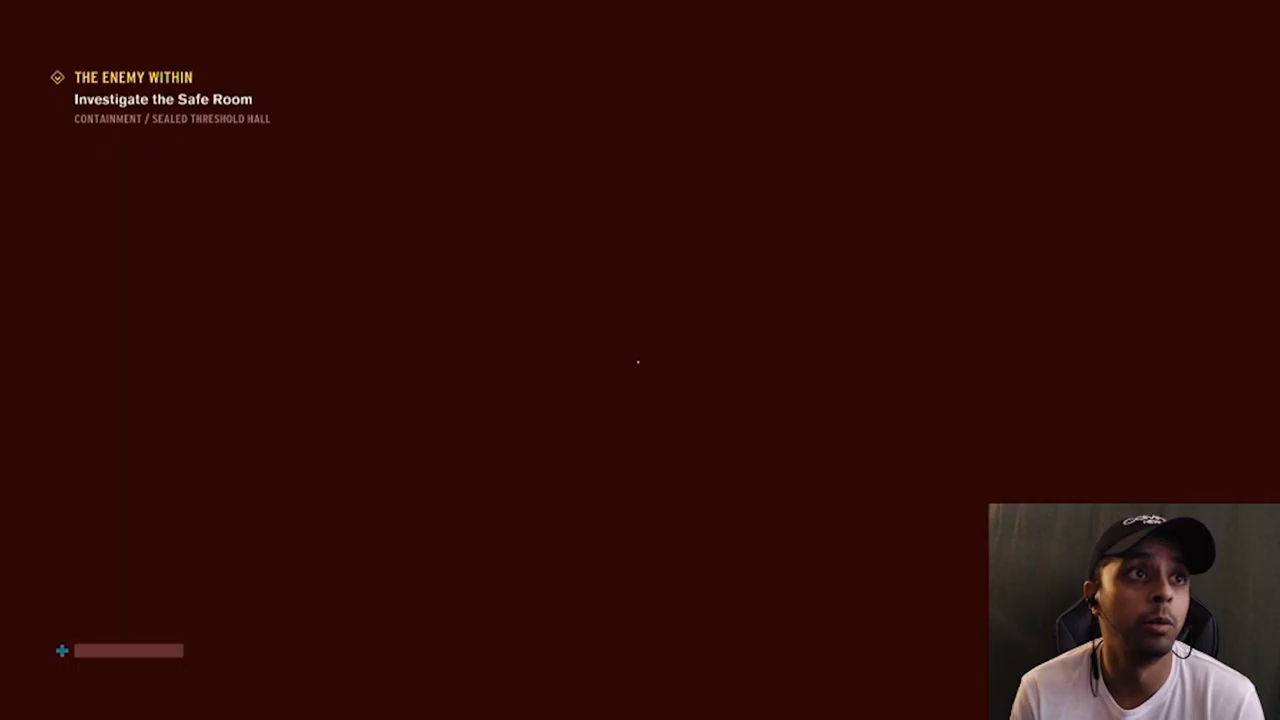 THE ENEMY WITHIN
Investigate the Safe Room
CONTAINMENT / SEALED THRESHOLD HALL